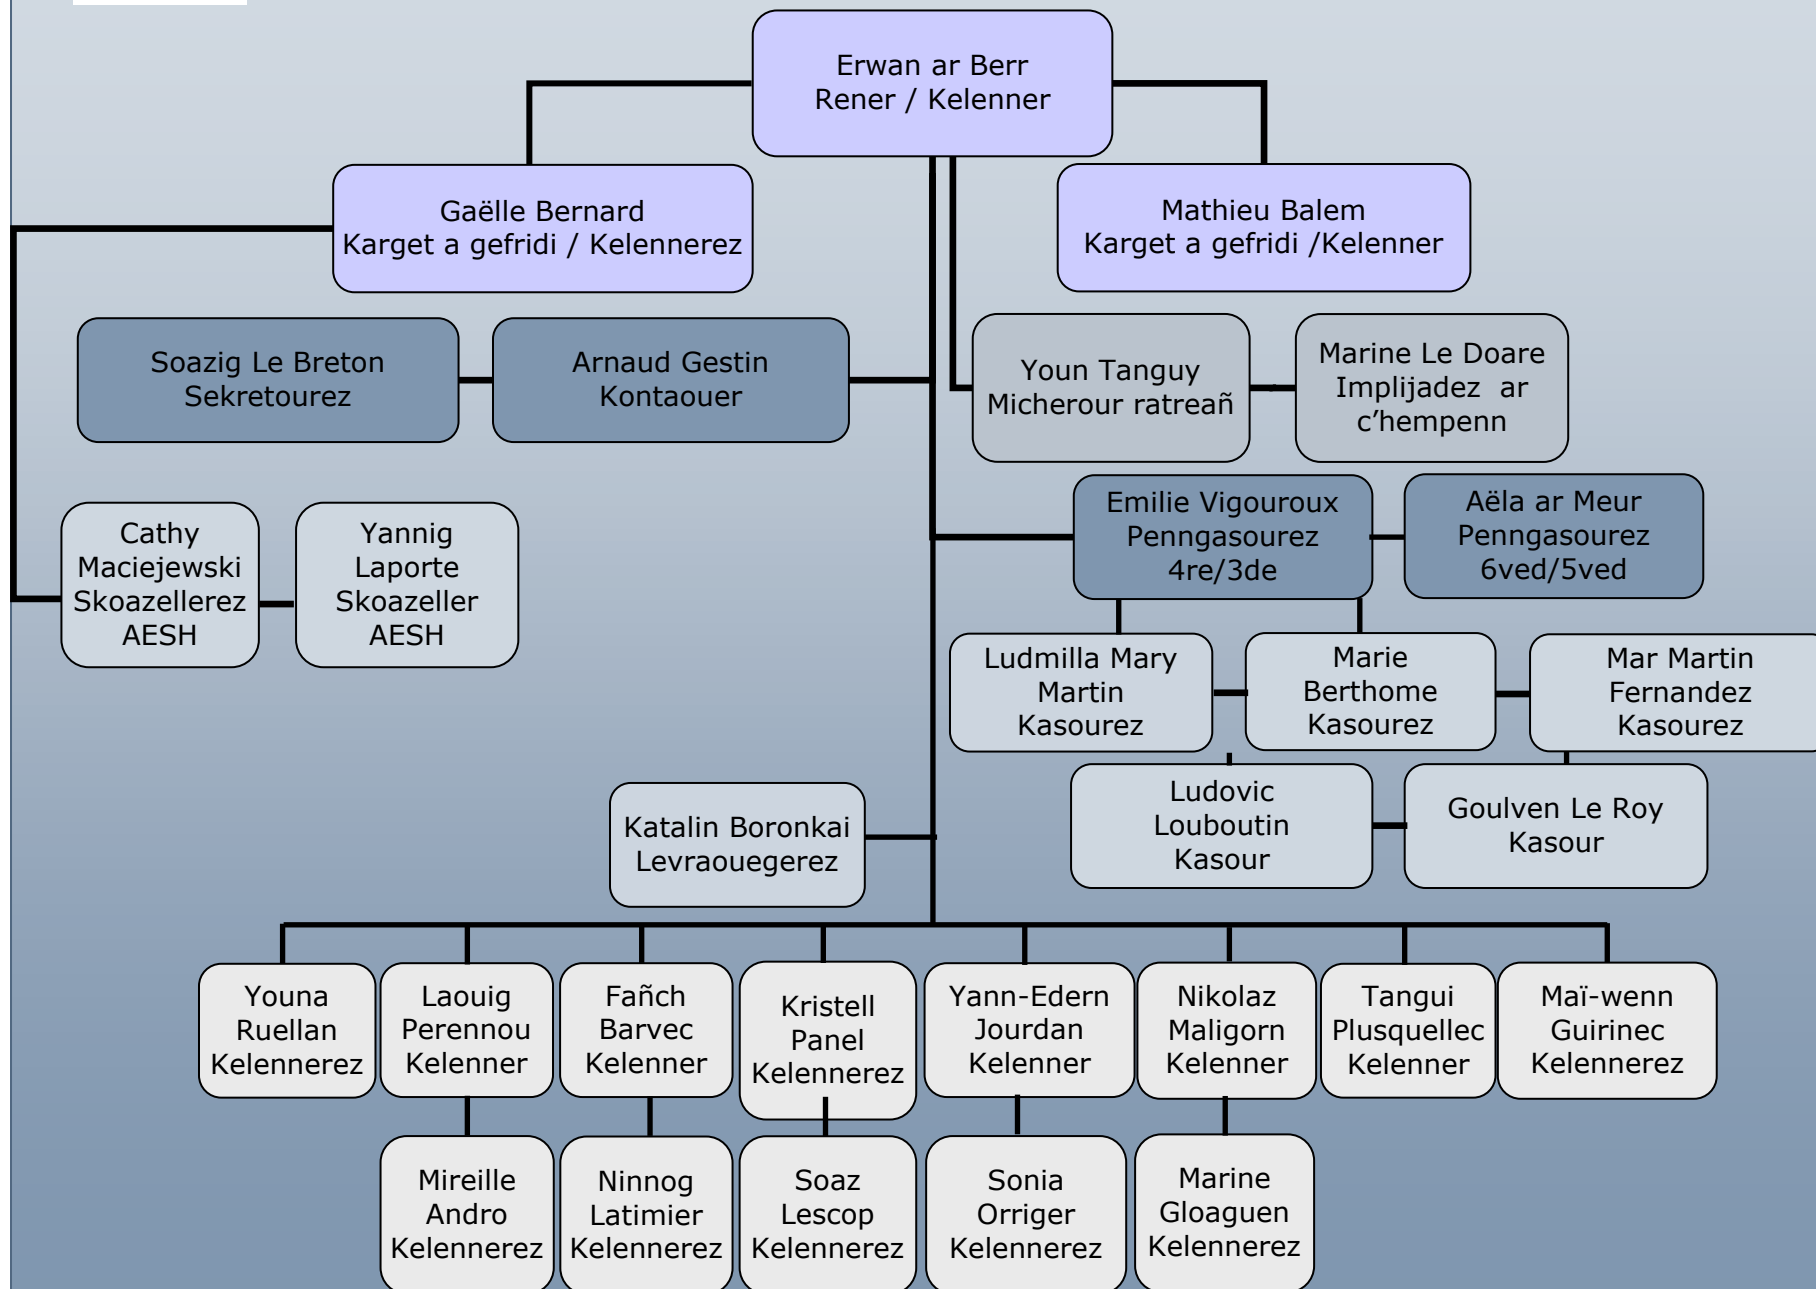 Erwan ar Berr
Rener / Kelenner
Gaëlle Bernard
Karget a gefridi / Kelennerez
Mathieu Balem
Karget a gefridi /Kelenner
Soazig Le Breton
Sekretourez
Arnaud Gestin
Kontaouer
Youn Tanguy
Micherour ratreañ
Marine Le Doare
Implijadez ar
c’hempenn
Cathy
Maciejewski
Skoazellerez
AESH
Yannig
Laporte
Skoazeller
AESH
Emilie Vigouroux
Penngasourez
4re/3de
Aëla ar Meur
Penngasourez
6ved/5ved
Ludmilla Mary
Martin
Kasourez
Marie
Berthome
Kasourez
Mar Martin
Fernandez
Kasourez
Ludovic
Louboutin
Kasour
Goulven Le Roy
Kasour
Katalin Boronkai
Levraouegerez
Youna
Ruellan
Kelennerez
Laouig
Perennou
Kelenner
Fañch
Barvec
Kelenner
Kristell
Panel
Kelennerez
Yann-Edern
Jourdan
Kelenner
Nikolaz
Maligorn
Kelenner
Tangui
Plusquellec
Kelenner
Maï-wenn
Guirinec
Kelennerez
Mireille
Andro
Kelennerez
Ninnog
Latimier
Kelennerez
Soaz
Lescop
Kelennerez
Sonia
Orriger
Kelennerez
Marine
Gloaguen
Kelennerez